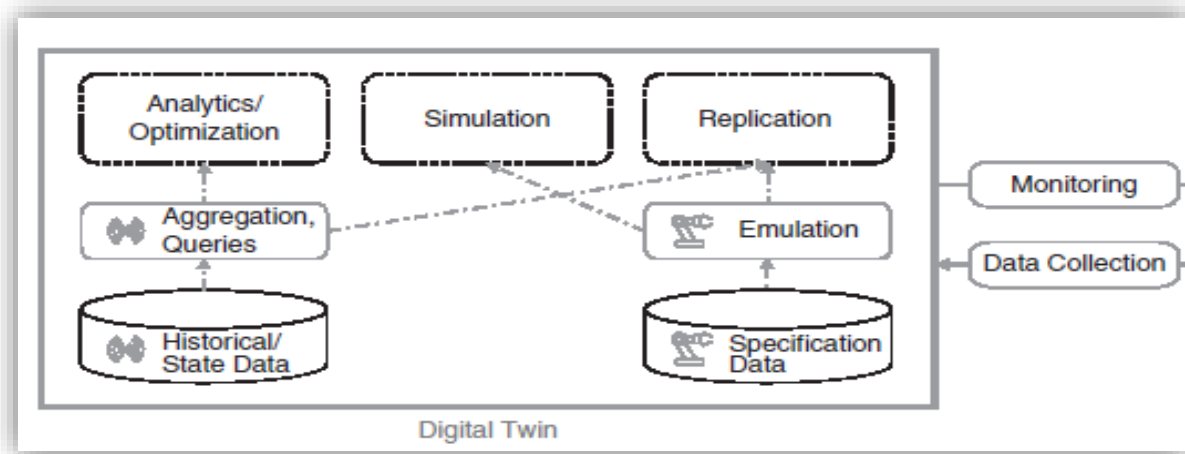 Analytics/
Optimization
Simulation
Replication
Monitoring
Aggregation,
Queries
Emulation
Data Collection
Historical/
State Data
Specification
Data
Digital Twin